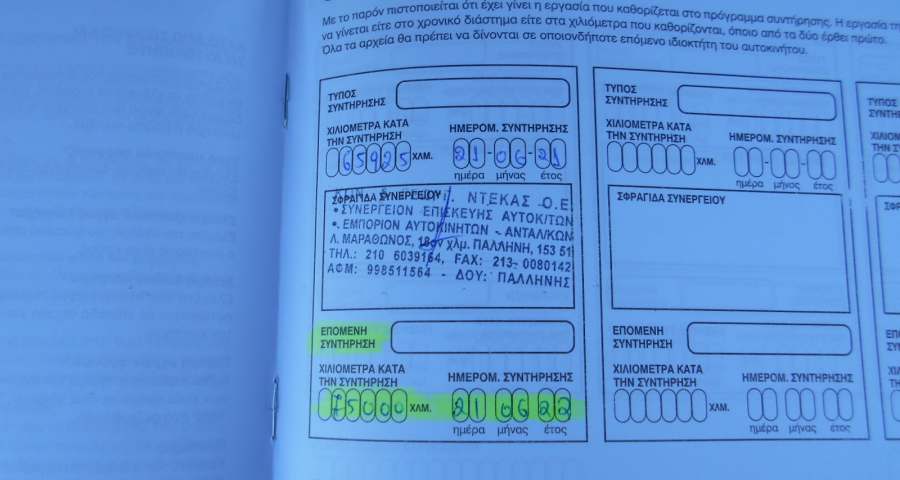 Με το παρόν πιστοποιείται ότι έχει γίνει η εργασία που καθορίζεται στο πρόγραμμα συντήρησης. Η εργασία
να γίνεται είτε στο χρονικό διάστημα είτε στα χιλιόμετρα που καθορίζονται, όποιο από τα δύο έρθει πρώτο.
Όλα τα αρχεία θα πρέπει να δίνονται σε οποιονδήποτε επόμενο ιδιοκτήτη του αυτοκινήτου.
ΤΥΠΟΣ
ΣΥΝΤΗΡΗΣΗΣ
ΧΙΛΙΟΜΕΤΡΑ ΚΑΤΑ
ΤΗΝ ΣΥΝΤΗΡΗΣΗ
65925 ΧΛΜ.
ΗΜΕΡΟΜ. ΣΥΝΤΗΡΗΣΗΣ
21-06-21
ημέρα μήνας έτος
ΣΦΡΑΓΙΔΑ ΣΥΝΕΡΓΕΙΟΥ
ΝΤΕΚΑΣ Ο.Ε.
• ΣΥΝΕΡΓΕΙΟΝ ΕΠΙΣΚΕΥΗΣ ΑΥΤΟΚ/ΤΩΝ
• ΕΜΠΟΡΙΟΝ ΑΥΤΟΚΙΝΗΤΩΝ - ΑΝΤΑΛ/ΚΩΝ
Λ. ΜΑΡΑΘΩΝΟΣ, 18ον χλμ. ΠΑΛΛΗΝΗ, 153 51
ΤΗΛ.: 210 6039164, FAX: 213- 0080142
ΑΦΜ: 998511564 - ΔΟΥ: ΠΑΛΛΗΝΗΣ
ΕΠΟΜΕΝΗ
ΣΥΝΤΗΡΗΣΗ
ΧΙΛΙΟΜΕΤΡΑ ΚΑΤΑ
ΤΗΝ ΣΥΝΤΗΡΗΣΗ
75000 ΧΛΜ.
ΗΜΕΡΟΜ. ΣΥΝΤΗΡΗΣΗΣ
21 06 22
ημέρα μήνας έτος
ΤΥΠΟΣ
ΣΥΝΤΗΡΗΣΗΣ
ΧΙΛΙΟΜΕΤΡΑ ΚΑΤΑ
ΤΗΝ ΣΥΝΤΗΡΗΣΗ
ΧΛΜ.
ΗΜΕΡΟΜ. ΣΥΝΤΗΡΗΣΗΣ
ημέρα μήνας έτος
ΣΦΡΑΓΙΔΑ ΣΥΝΕΡΓΕΙΟΥ
ΕΠΟΜΕΝΗ
ΣΥΝΤΗΡΗΣΗ
ΧΙΛΙΟΜΕΤΡΑ ΚΑΤΑ
ΤΗΝ ΣΥΝΤΗΡΗΣΗ
ΧΛΜ.
ΗΜΕΡΟΜ. ΣΥΝΤΗΡΗΣΗΣ
ημέρα μήνας έτος
ΤΥΠΟΣ